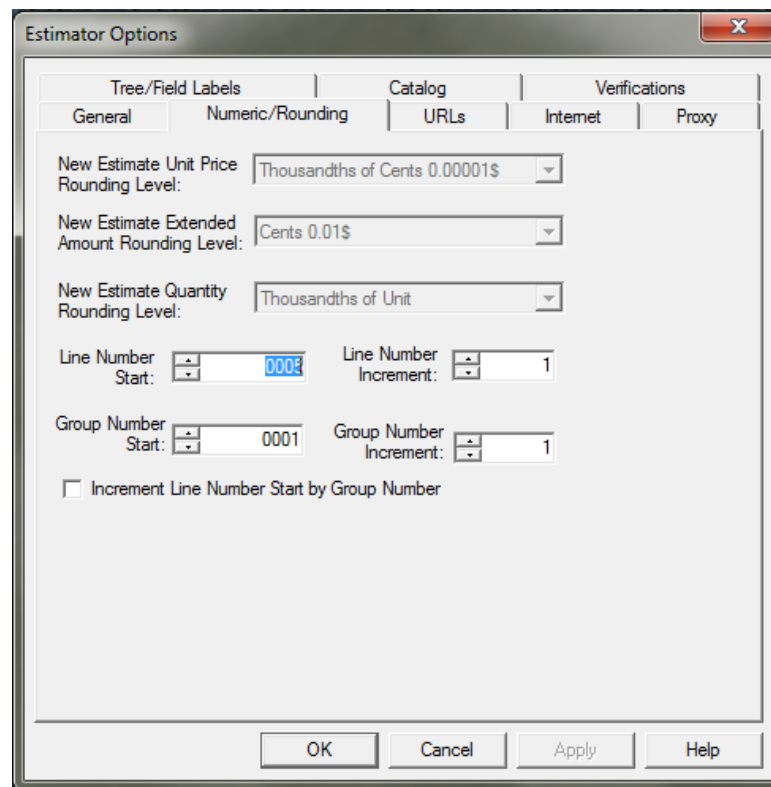 Estimator Options
Tree/Field Labels
Catalog
Verifications
General
Numeric/Rounding
URLs
Internet
Proxy
New Estimate Unit Price
Rounding Level:
Thousandths of Cents 0.00001$
New Estimate Extended
Amount Rounding Level:
Cents 0.01$
New Estimate Quantity
Rounding Level:
Thousandths of Unit
Line Number
Start:
0005
Line Number
Increment:
1
Group Number
Start:
0001
Group Number
Increment:
1
Increment Line Number Start by Group Number
OK
Cancel
Apply
Help